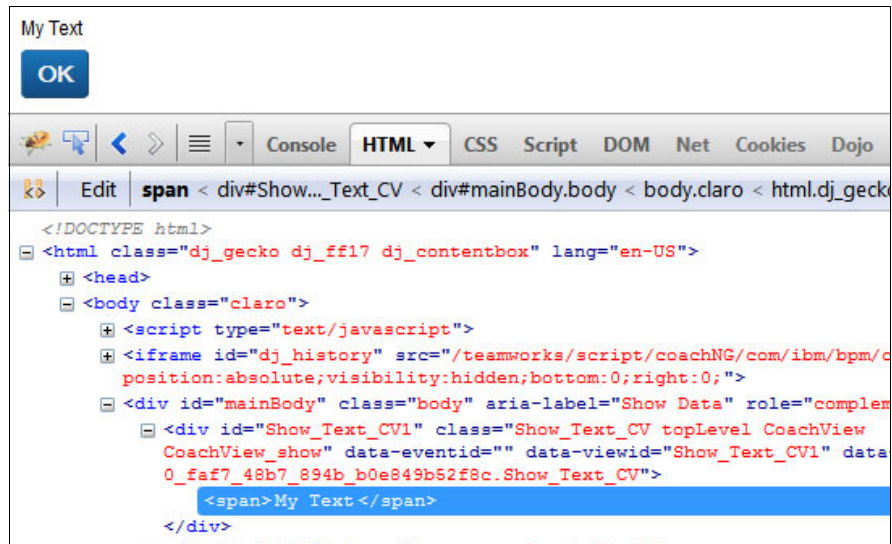 My Text
OK
Console HTML CSS Script DOM Net Cookies Dojo
Edit span < div#Show..._Text_CV < div#mainBody.body < body.claro < html.dj_geck
<!DOCTYPE html>
<html class="dj_gecko dj_ff17 dj_contentbox" lang="en-US">
<head>
<body class="claro">
<script type="text/javascript">
<iframe id="dj_history" src="/teamworks/script/coachNG/com/ibm/bpm/c
position:absolute;visibility:hidden;bottom:0;right:0;">
<div id="mainBody" class="body" aria-label="Show Data" role="complem
<div id="Show_Text_CV1" class="Show_Text_CV topLevel CoachView
CoachView_show" data-eventid="" data-viewid="Show_Text_CV1" data
0_faf7_48b7_894b_b0e849b52f8c.Show_Text_CV">
<span>My Text</span>
</div>